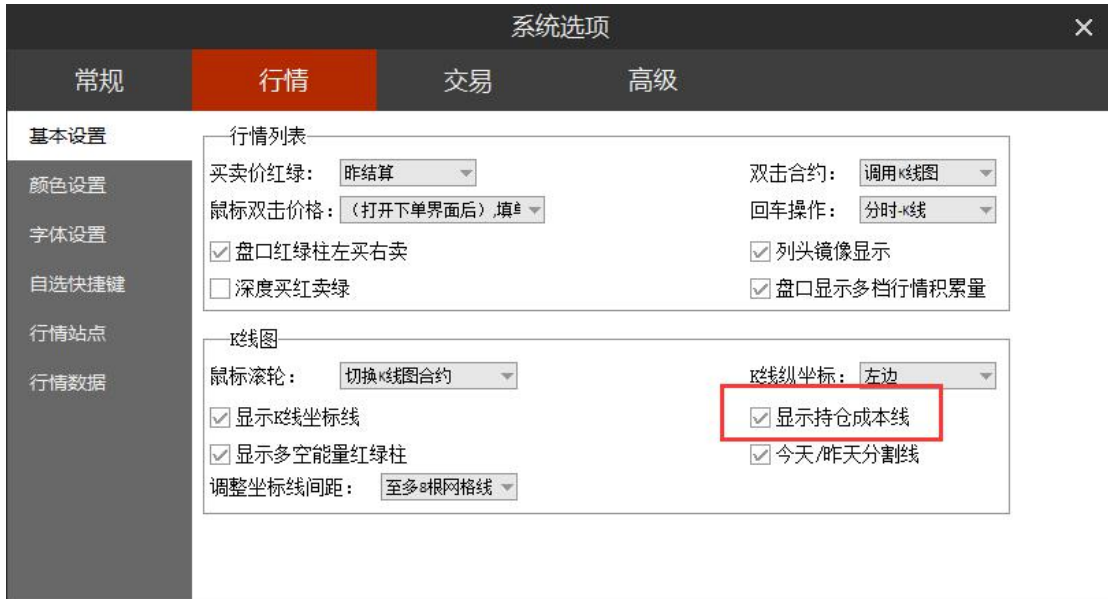 系统选项
常规 行情 交易 高级
基本设置
颜色设置
字体设置
自选快捷键
行情站点
行情数据
行情列表
买卖价红绿： 昨结算 双击合约： 调用K线图
鼠标双击价格： （打开下单界面后）,填单 回车操作： 分时-K线
盘口红绿柱左买右卖 列头镜像显示
深度买红卖绿 盘口显示多档行情积累量
K线图
鼠标滚轮： 切换K线图合约 K线纵坐标： 左边
显示K线坐标线 显示持仓成本线
显示多空能量红绿柱 今天/昨天分割线
调整坐标线间距： 至多8根网格线